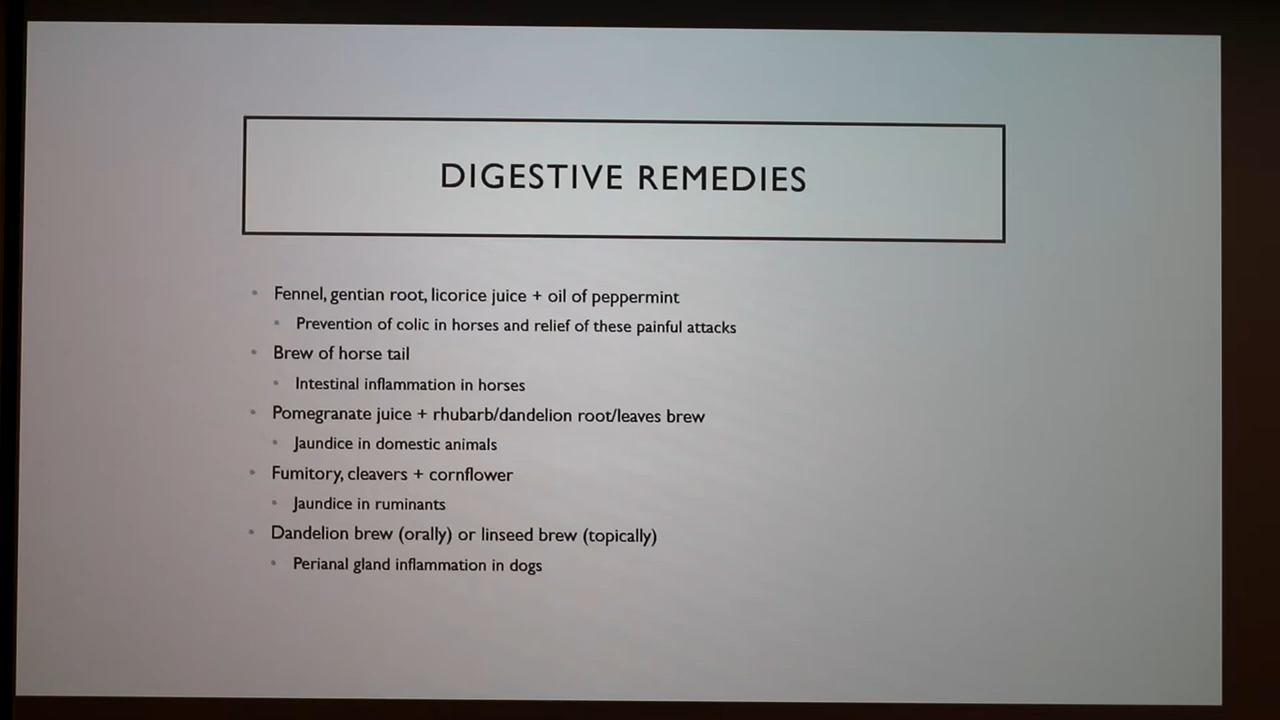 DIGESTIVE REMEDIES
Fennel, gentian root, licorice juice + oil of peppermint
Prevention of colic in horses and relief of these painful attacks
Brew of horse tail
Intestinal inflammation in horses
Pomegranate juice + rhubarb/dandelion root/leaves brew
Jaundice in domestic animals
Fumitory, cleavers + cornflower
Jaundice in ruminants
Dandelion brew (orally) or linseed brew (topically)
Perianal gland inflammation in dogs